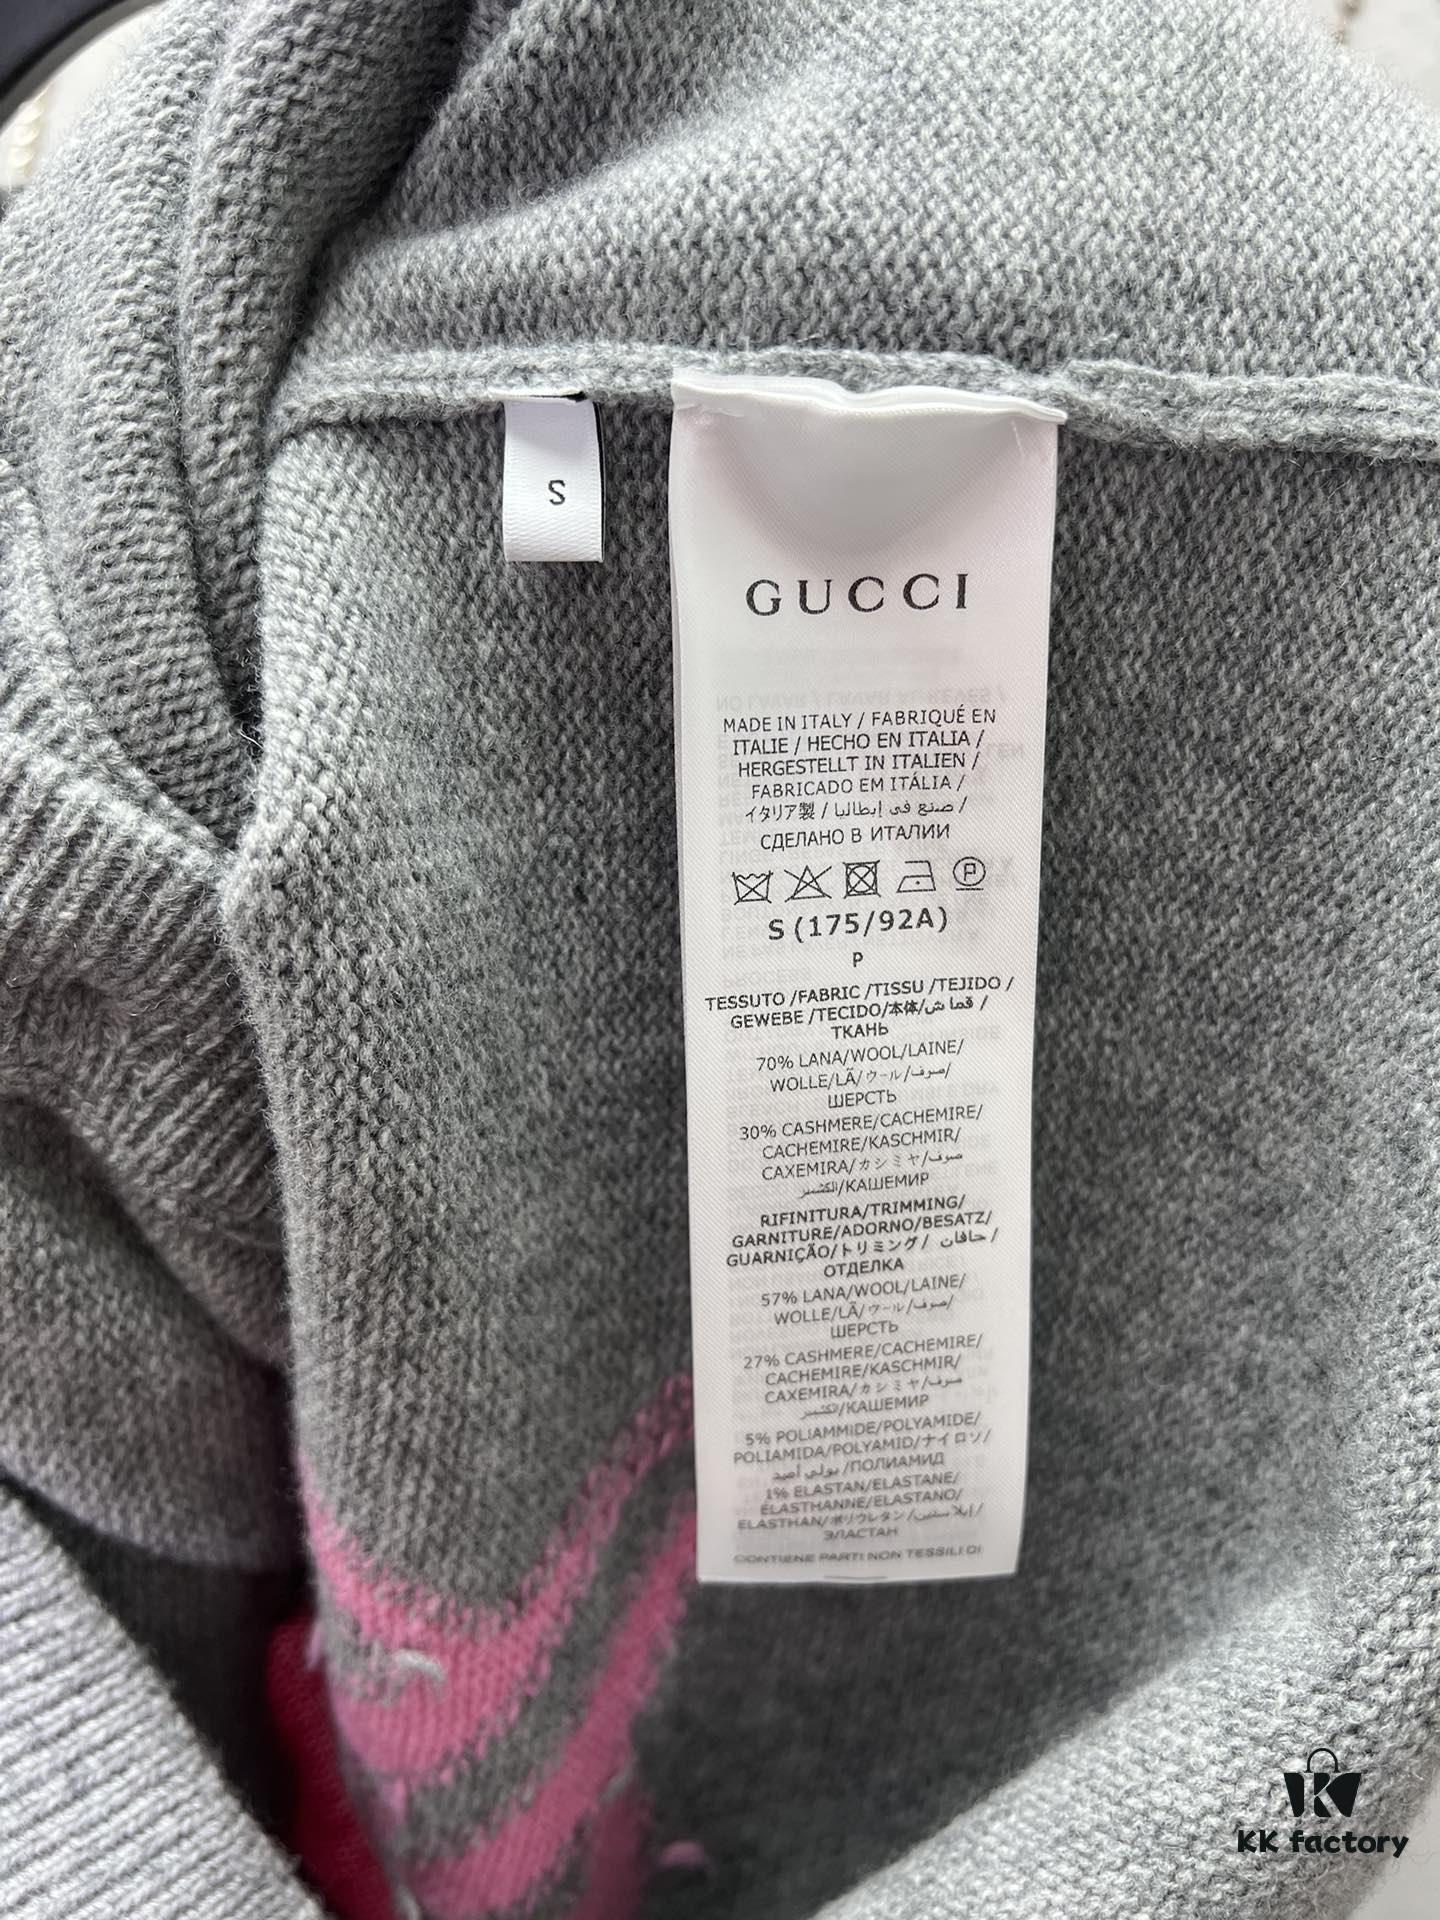 S
GUCCI
MADE IN ITALY / FABRIQUÉ EN
ITALIE / HECHO EN ITALIA /
HERGESTELLT IN ITALIEN /
FABRICADO EM ITÁLIA /
イタリア製 / صنع في إيطاليا /
СДЕЛАНО В ИТАЛИИ
P
S (175/92A)
P
TESSUTO /FABRIC /TISSU /TEJIDO /
GEWEBE /TECIDO/本体/قماش /
ТКАНЬ
70% LANA/WOOL/LAINE/
WOLLE/LÃ/ウール/صوف/
ШЕРСТЬ
30% CASHMERE/CACHEMIRE/
CACHEMIRE/KASCHMIR/
CAXEMIRA/カシミヤ/صوف
الكشمير/КАШЕМИР
RIFINITURA/TRIMMING/
GARNITURE/ADORNO/BESATZ/
GUARNIÇÃO/トリミング/ حافات /
ОТДЕЛКА
57% LANA/WOOL/LAINE/
WOLLE/LÃ/ウール/صوف/
ШЕРСТЬ
27% CASHMERE/CACHEMIRE/
CACHEMIRE/KASCHMIR/
CAXEMIRA/カシミヤ/صوف
الكشمير/КАШЕМИР
5% POLIAMMIDE/POLYAMIDE/
POLIAMIDA/POLYAMID/ナイロン/
بولي أميد/ПОЛИАМИД
1% ELASTAN/ELASTANE/
ÉLASTHANNE/ELASTANO/
ELASTHAN/ポリウレタン/إيلاستين/
ЭЛАСТАН
CONTIENE PARTI NON TESSILI DI
KK factory